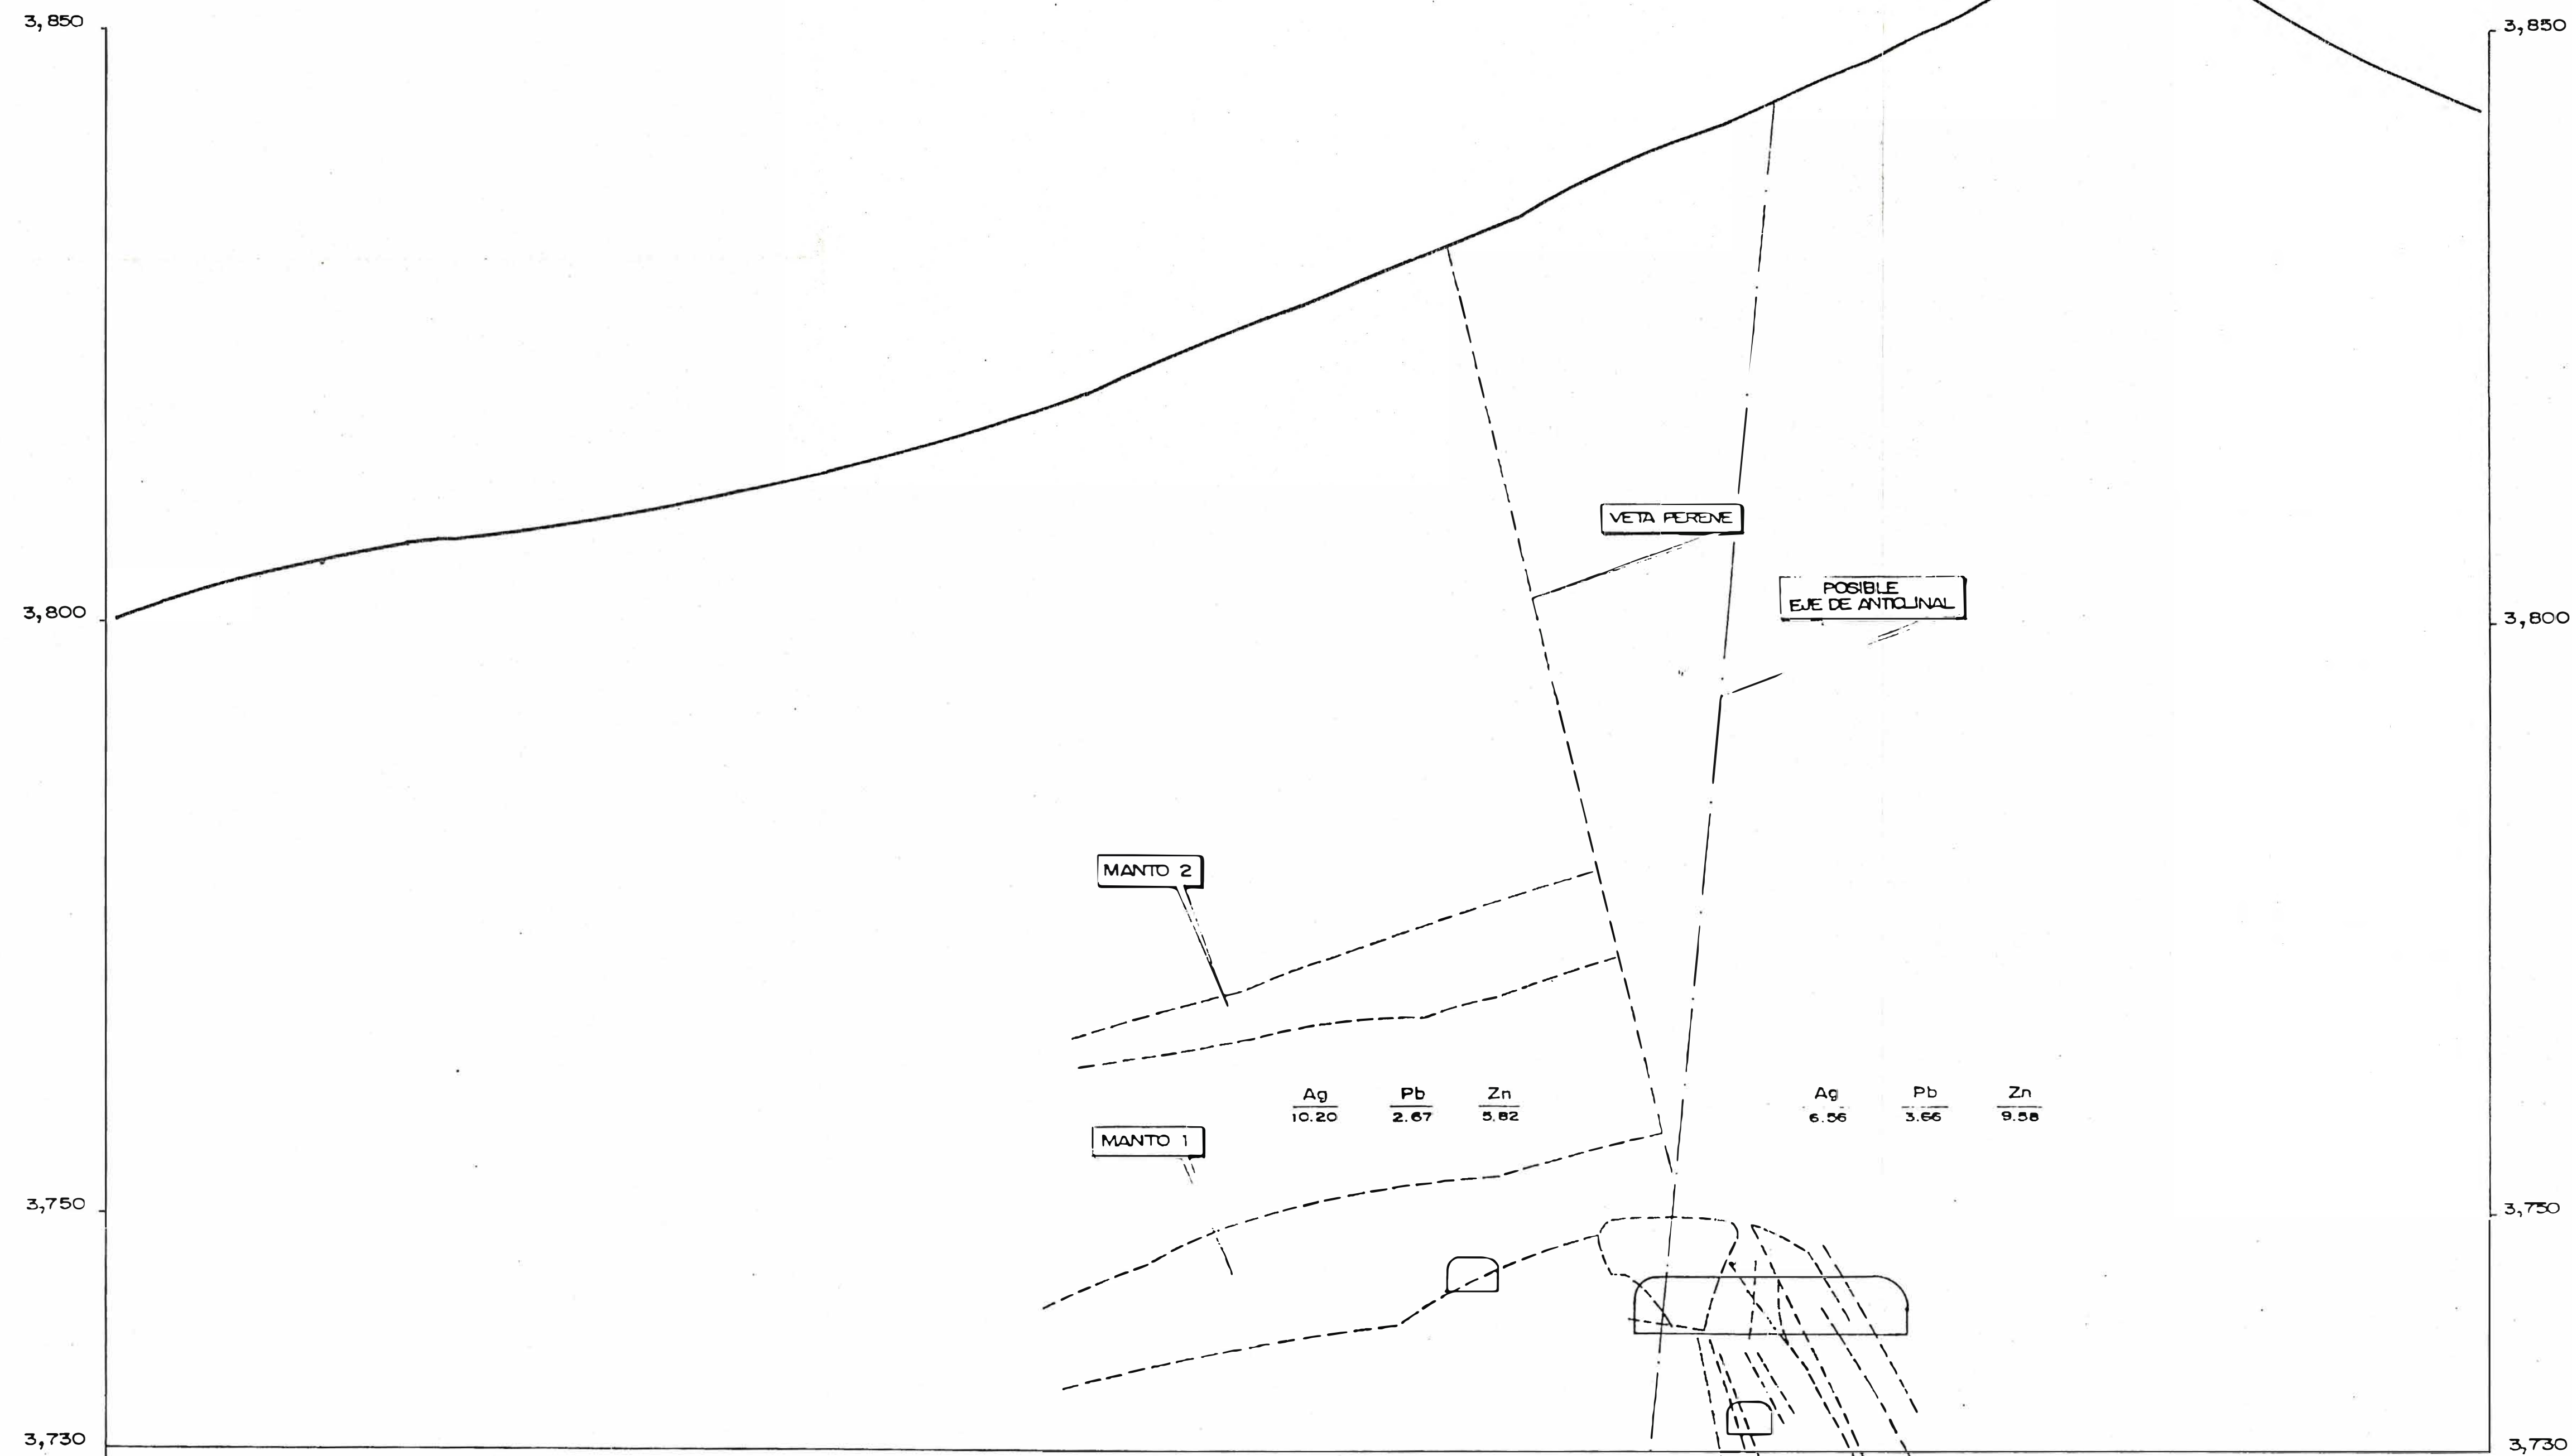 3,850
3,850
VETA PERENE
POSIBLE
EJE DE ANTICLINAL
3,800
3,800
MANTO 2
Ag Pb Zn
10.20 2.67 5.82
Ag Pb Zn
6.56 3.66 9.58
MANTO 1
3,750
3,750
3,730
3,730